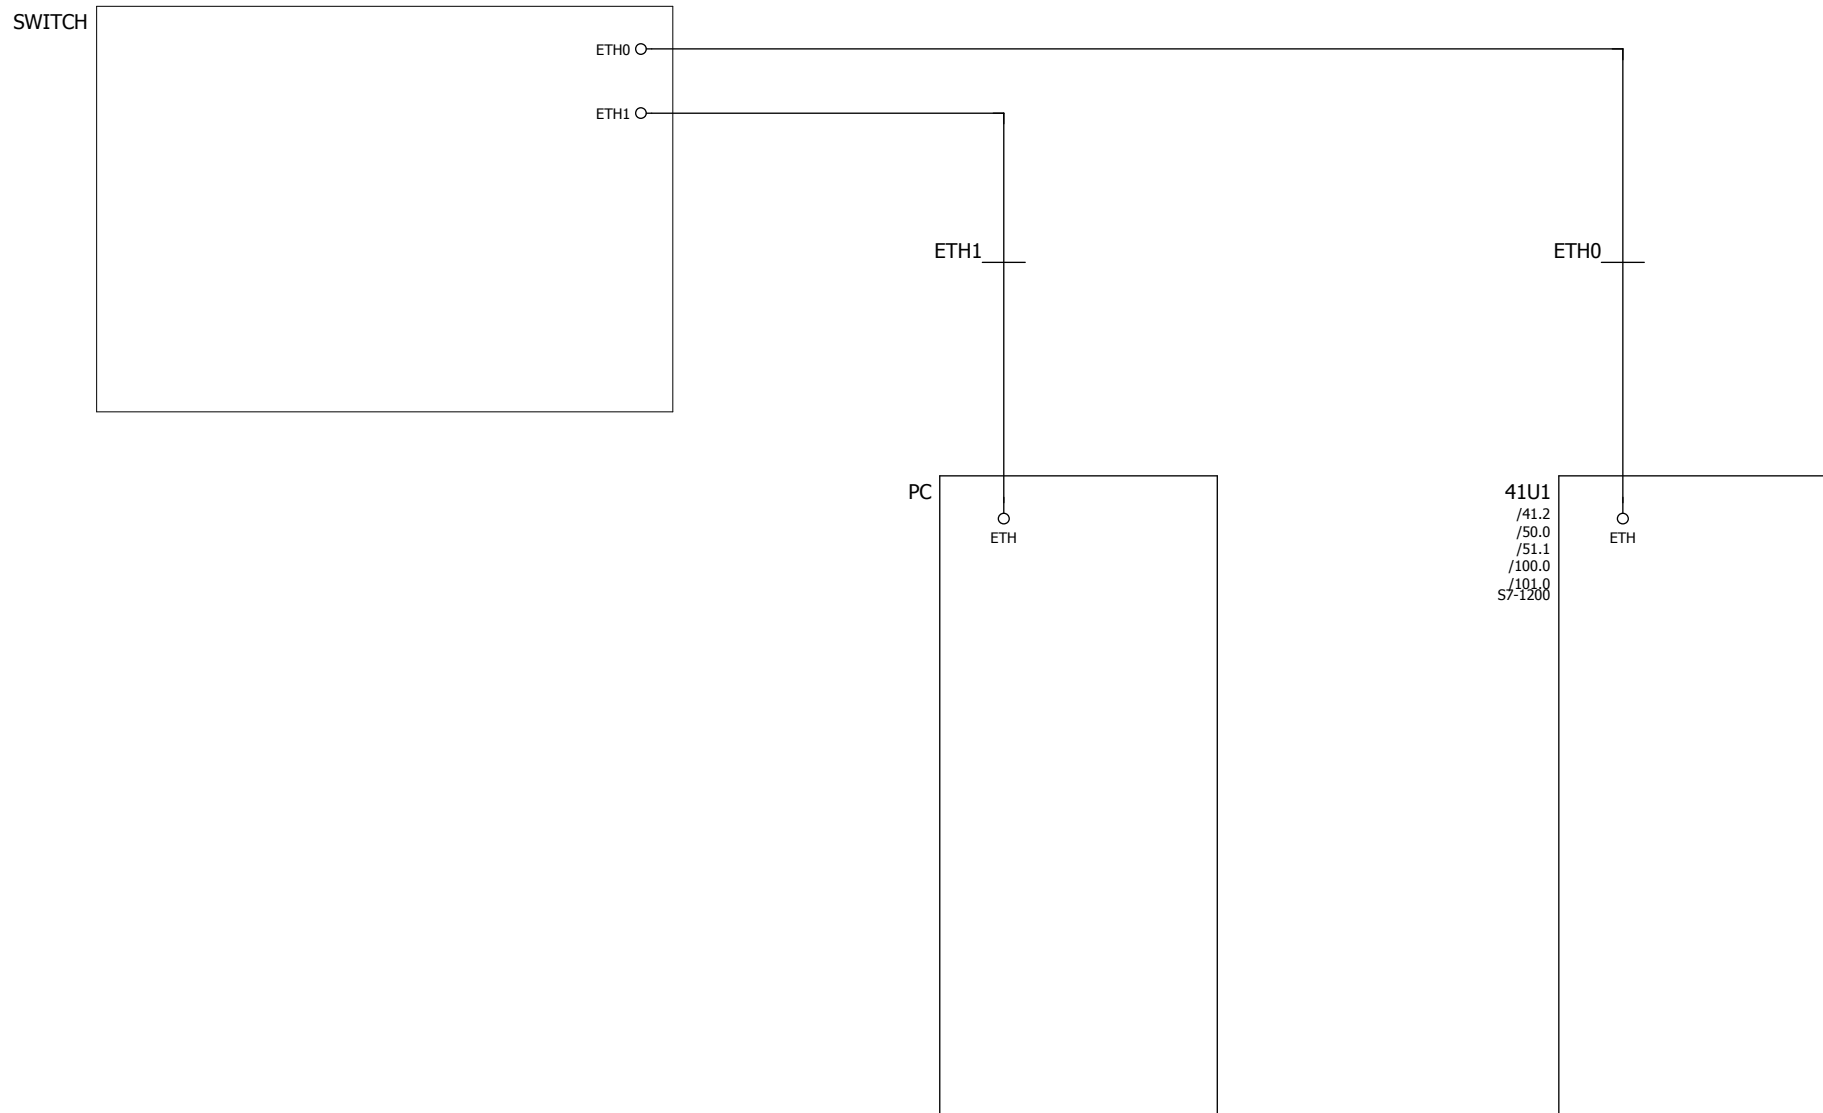 SWITCH
ETH0
ETH1
ETH1
ETH0
PC
ETH
41U1
/41.2
/50.0
/51.1
/100.0
/101.0
S7-1200
ETH